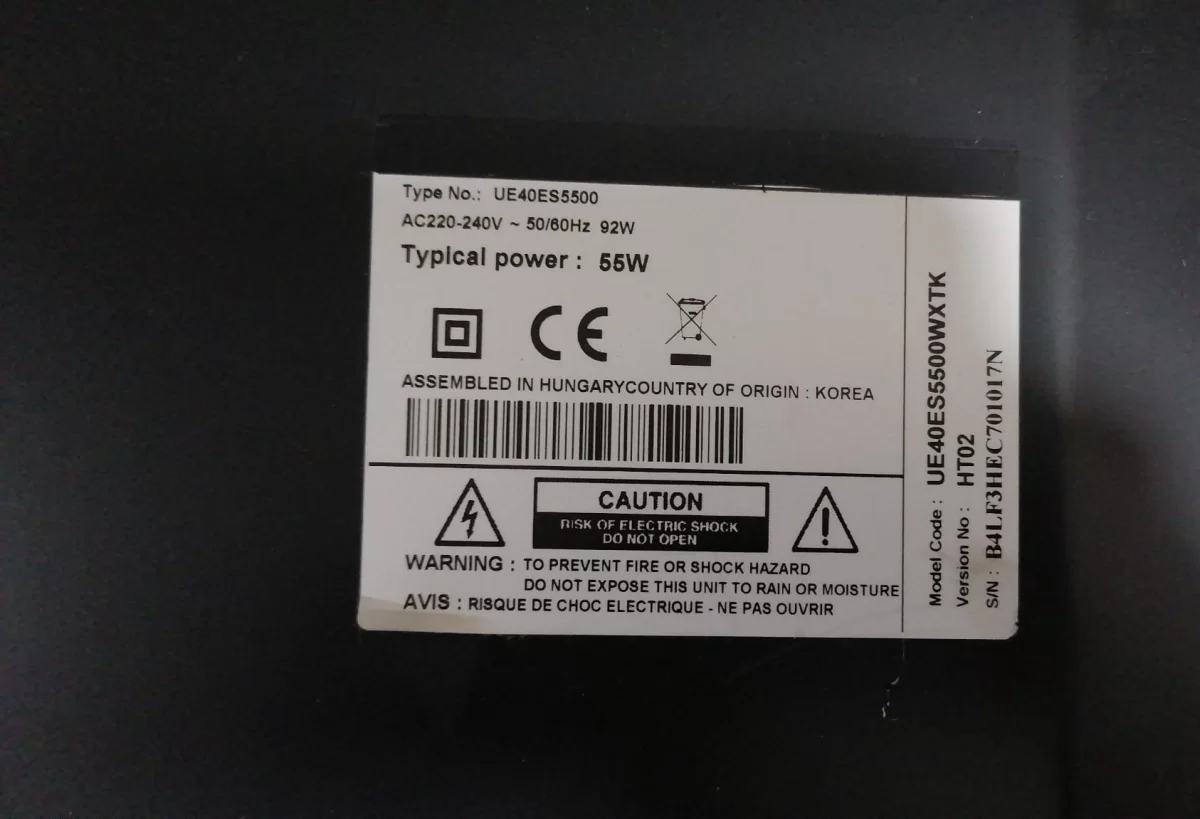 Type No.: UE40ES5500
AC220-240V ~ 50/60Hz 92W
Typical power : 55W
CE
ASSEMBLED IN HUNGARYCOUNTRY OF ORIGIN : KOREA
CAUTION
RISK OF ELECTRIC SHOCK
DO NOT OPEN
WARNING : TO PREVENT FIRE OR SHOCK HAZARD
DO NOT EXPOSE THIS UNIT TO RAIN OR MOISTURE
AVIS : RISQUE DE CHOC ELECTRIQUE - NE PAS OUVRIR
Model Code : UE40ES5500WXTK
Version No : HT02
S/N : B4LF3HEC701017N